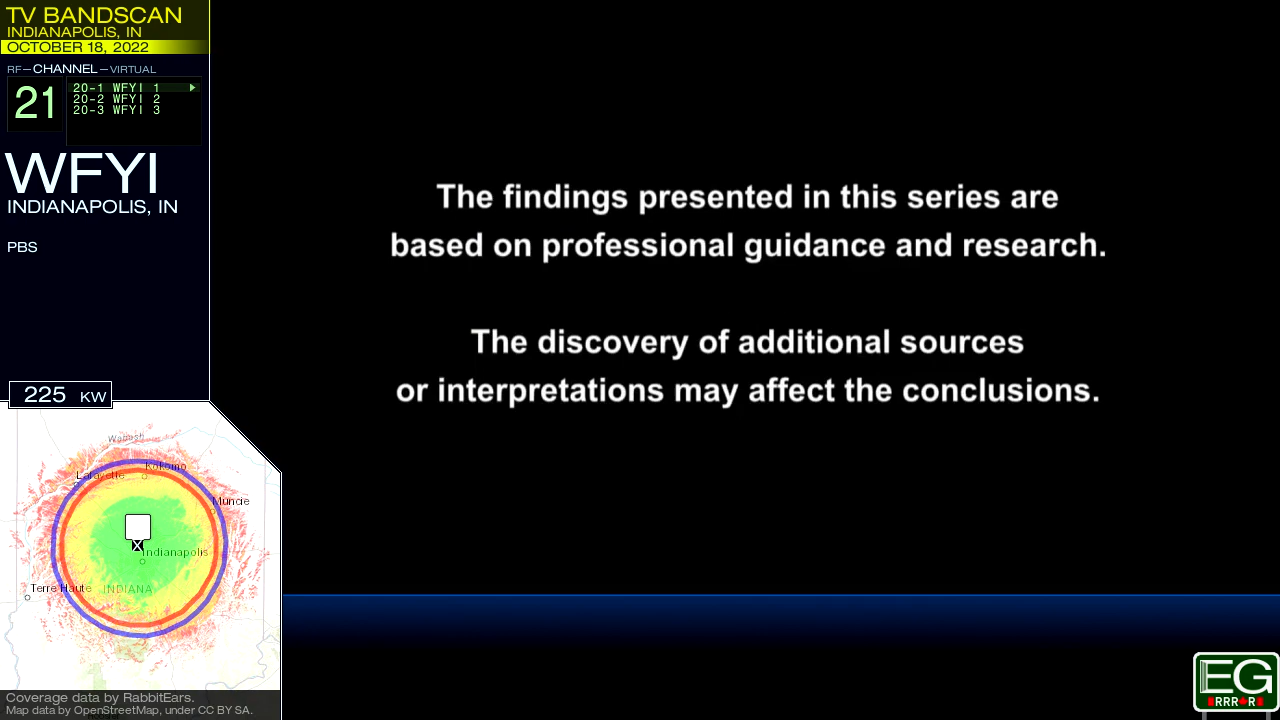 TV BANDSCAN
INDIANAPOLIS, IN
OCTOBER 18, 2022
RF—CHANNEL—VIRTUAL
21
20-1 WFYI 1
20-2 WFYI 2
20-3 WFYI 3
WFYI
INDIANAPOLIS, IN
PBS
225 KW
The findings presented in this series are
based on professional guidance and research.
The discovery of additional sources
or interpretations may affect the conclusions.
Wabash
Kokomo
Lafayette
Muncie
Indianapolis
Terre Haute
INDIANA
Coverage data by RabbitEars.
Map data by OpenStreetMap, under CC BY SA.
EG